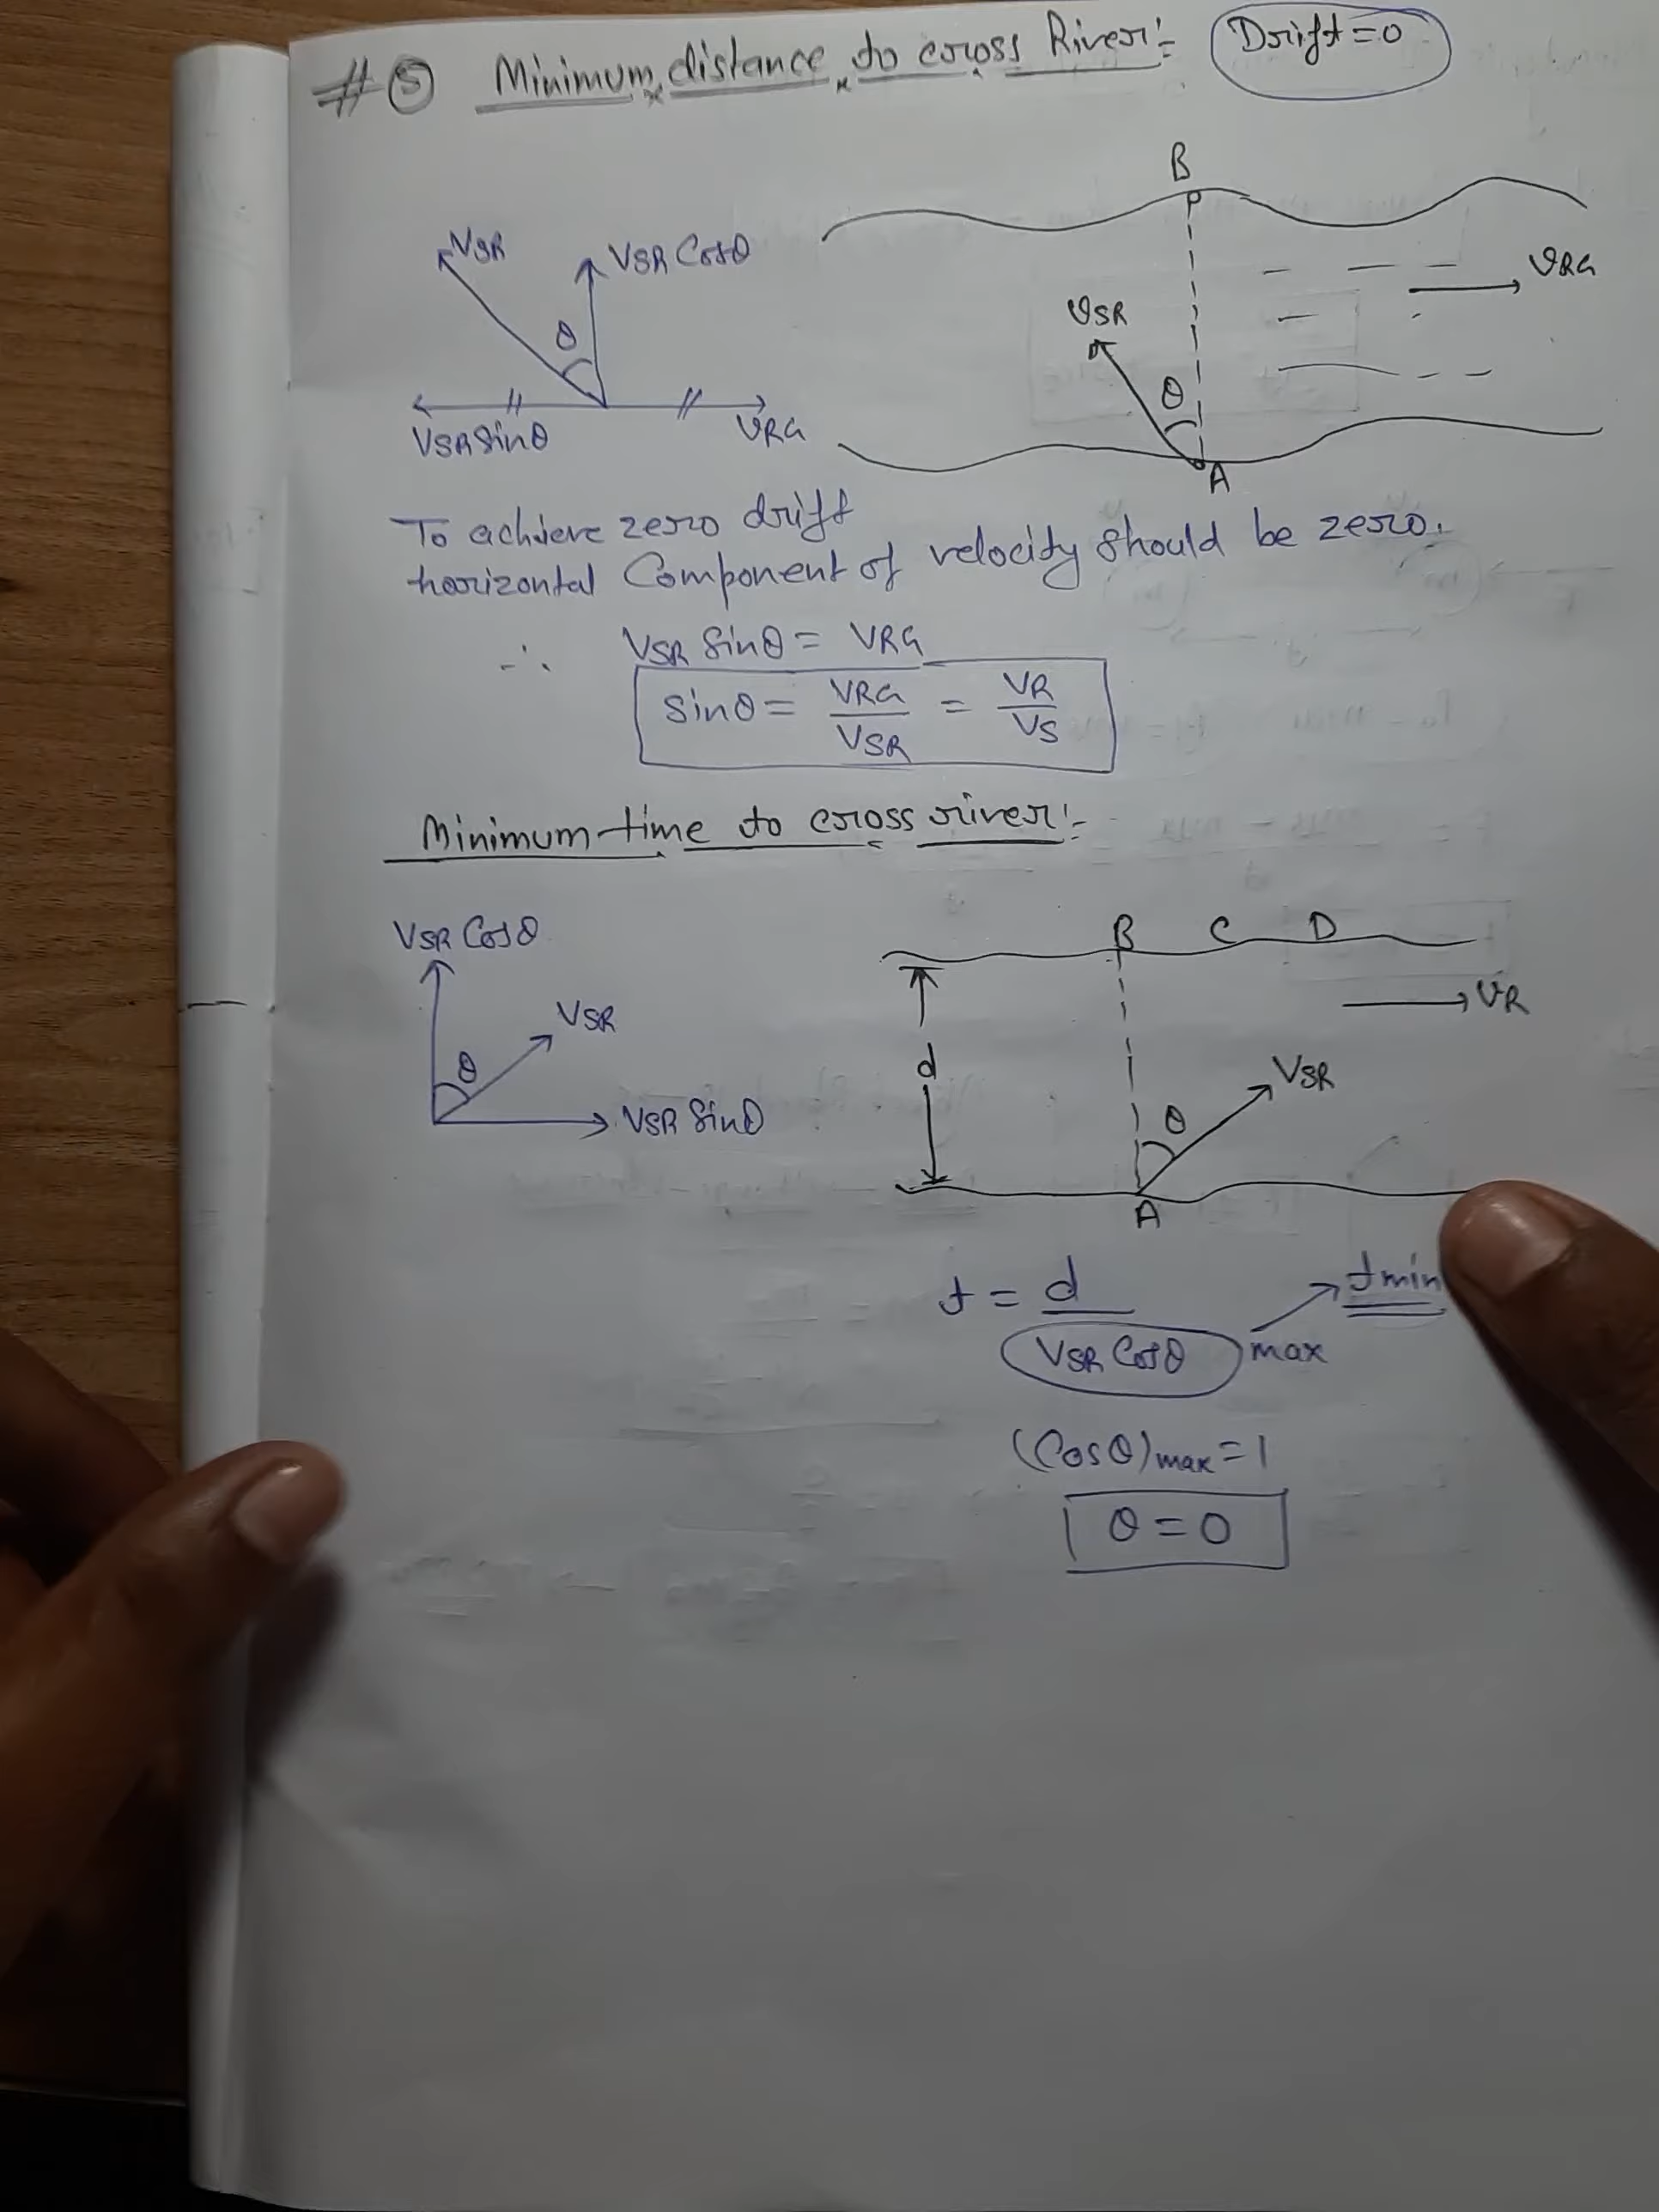 # ⑤ Minimum distance to cross River:- Drift = 0
B
VSR
VSR Cosθ
VRG
VSR
θ
θ
VSR Sinθ
VRG
A
To achieve zero drift
horizontal Component of velocity should be zero.
∴ VSR Sinθ = VRG
Sinθ = VRG/VSR = VR/VS
Minimum time to cross river:-
VSR Cosθ
B C D
VR
VSR
d
VSR
θ
θ
VSR Sinθ
A
t = d/VSR Cosθ max → tmin
(Cosθ)max = 1
θ = 0